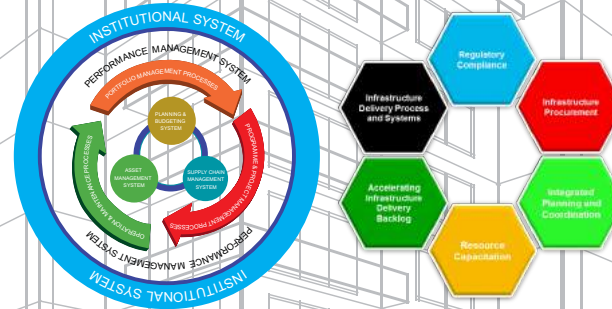 INSTITUTIONAL SYSTEM
PERFORMANCE MANAGEMENT SYSTEM
PORTFOLIO MANAGEMENT PROCESSES
PLANNING &
BUDGETING
SYSTEM
ASSET
MANAGEMENT
SYSTEM
SUPPLY CHAIN
MANAGEMENT
SYSTEM
OPERATION & MAINTENANCE PROCESSES
PROGRAMME & PROJECT MANAGEMENT PROCESSES
PERFORMANCE MANAGEMENT SYSTEM
INSTITUTIONAL SYSTEM
Regulatory
Compliance
Infrastructure
Delivery Process
and Systems
Infrastructure
Procurement
Accelerating
Infrastructure
Delivery
Backlog
Integrated
Planning and
Coordination
Resource
Capacitation